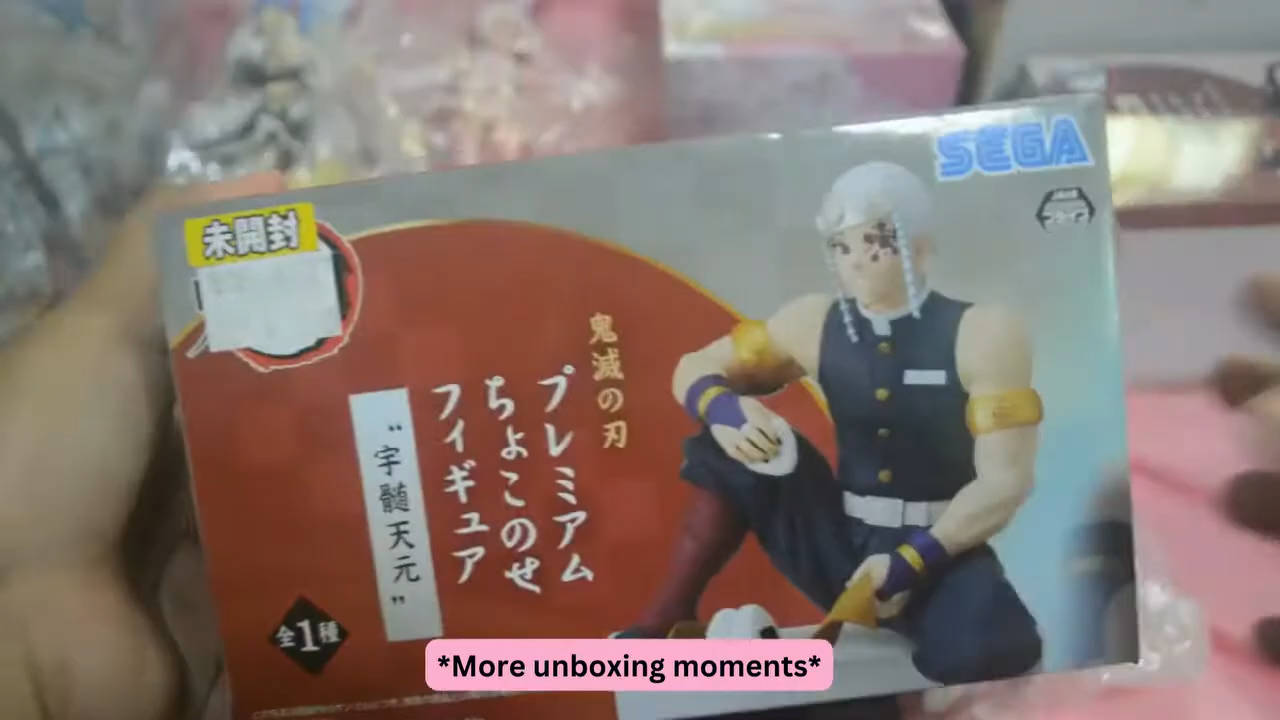 SEGA
未開封
鬼滅の刃
プレミアム
ちょこのせ
フィギュア
“宇髄天元”
全1種
*More unboxing moments*